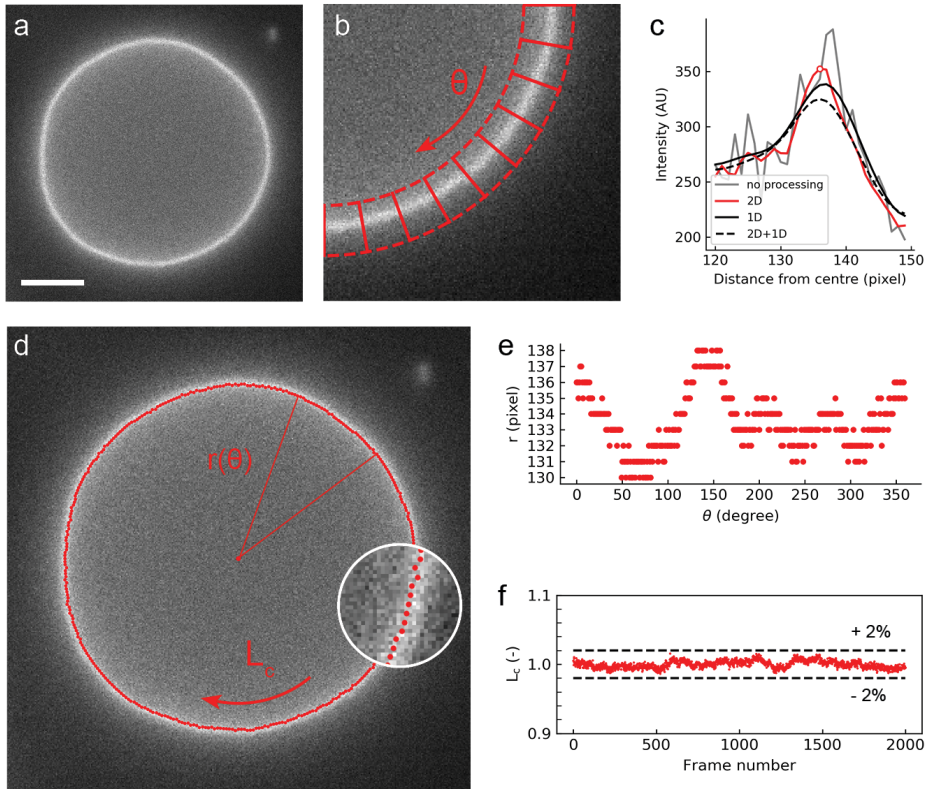 a
b
θ
c
Intensity (AU)
350
300
250
200
no processing
2D
1D
2D+1D
120
130
140
150
Distance from centre (pixel)
d
r(θ)
Lc
e
r (pixel)
138
137
136
135
134
133
132
131
130
0
50
100
150
200
250
300
350
θ (degree)
f
Lc (-)
1.1
1.0
0.9
+ 2%
- 2%
0
500
1000
1500
2000
Frame number